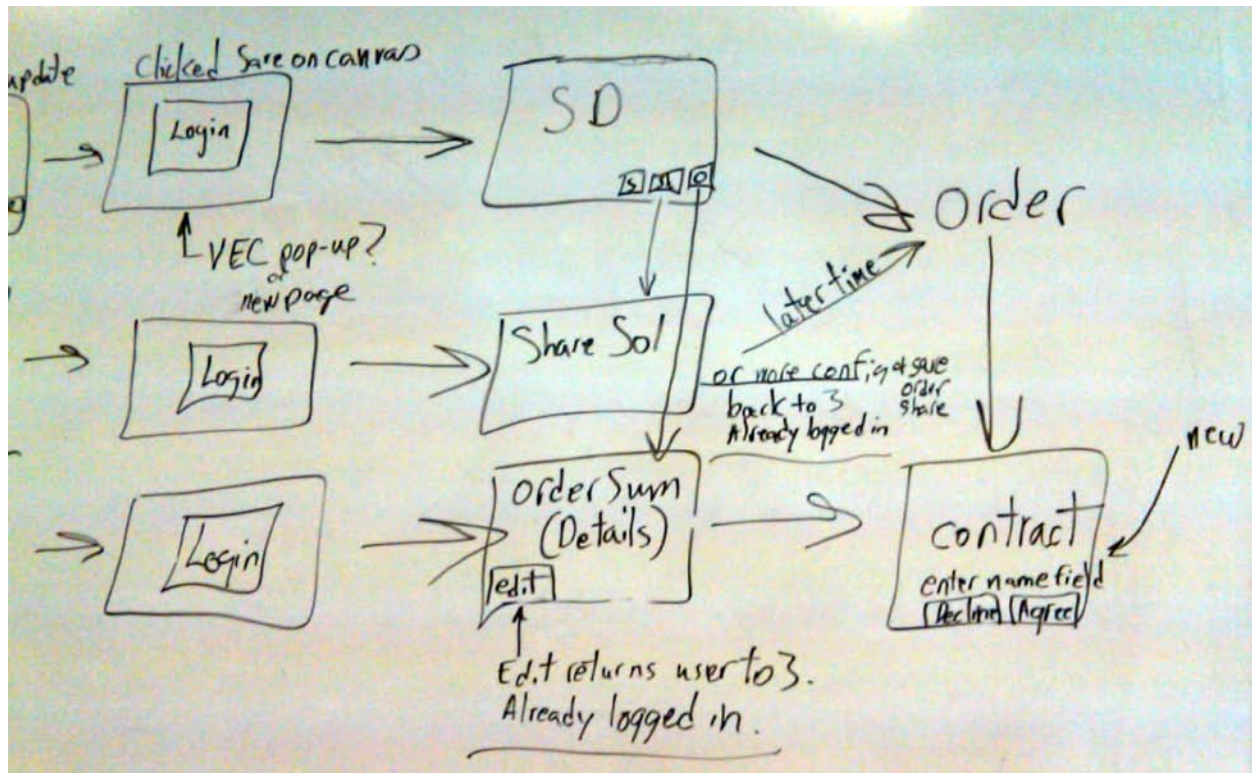 update
Clicked Save on canvas
Login
SD
S
O
Order
VEC pop-up?
or
new page
later time
Login
Share Sol
or more config or save
order
share
back to 3
Already logged in
new
Login
Order Sum
(Details)
edit
contract
enter name field
Decline
Agree
Edit returns user to 3.
Already logged in.